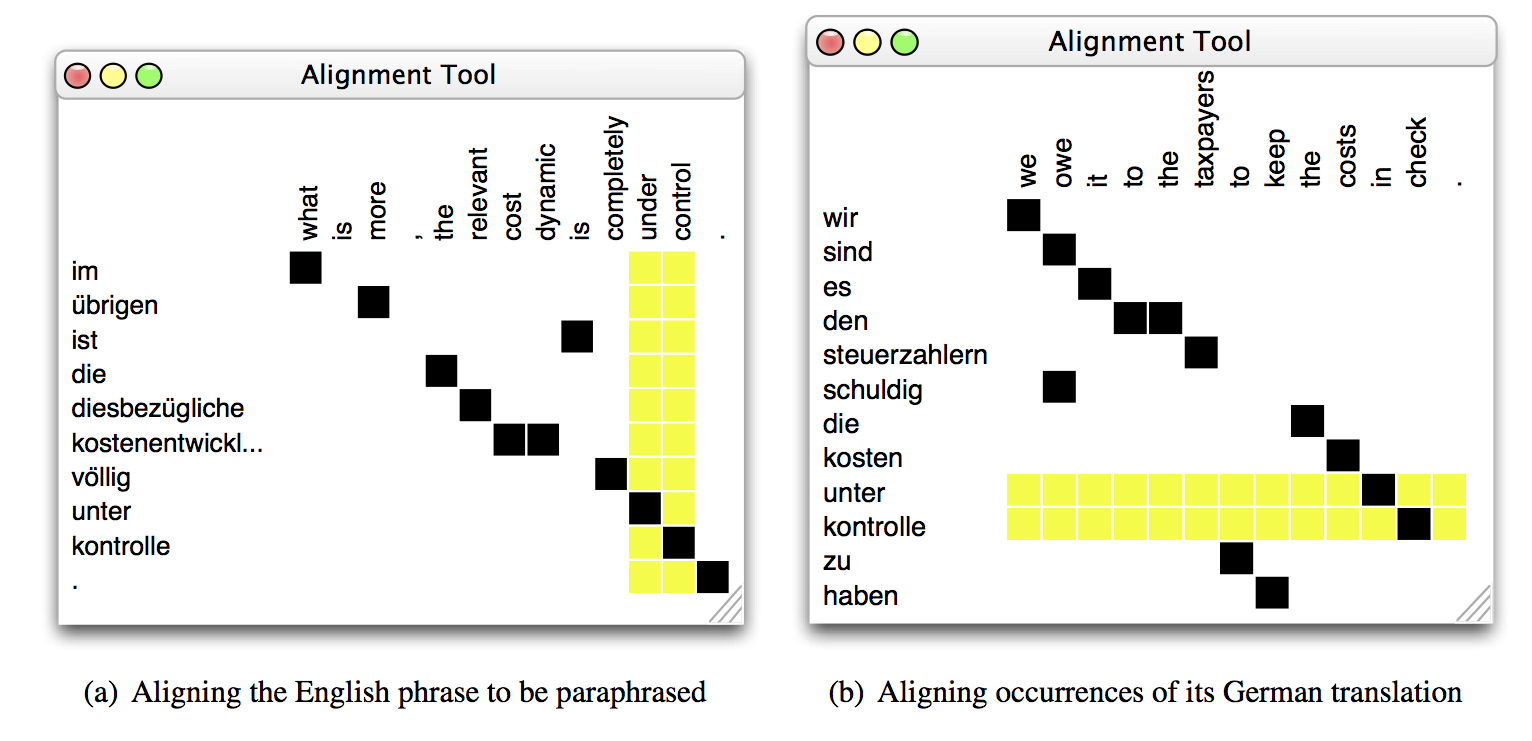 Alignment Tool
what is more , the relevant cost dynamic is completely under control .
im
übrigen
ist
die
diesbezügliche
kostenentwickl...
völlig
unter
kontrolle
.
(a) Aligning the English phrase to be paraphrased
Alignment Tool
we owe it to the taxpayers to keep the costs in check .
wir
sind
es
den
steuerzahlern
schuldig
die
kosten
unter
kontrolle
zu
haben
(b) Aligning occurrences of its German translation